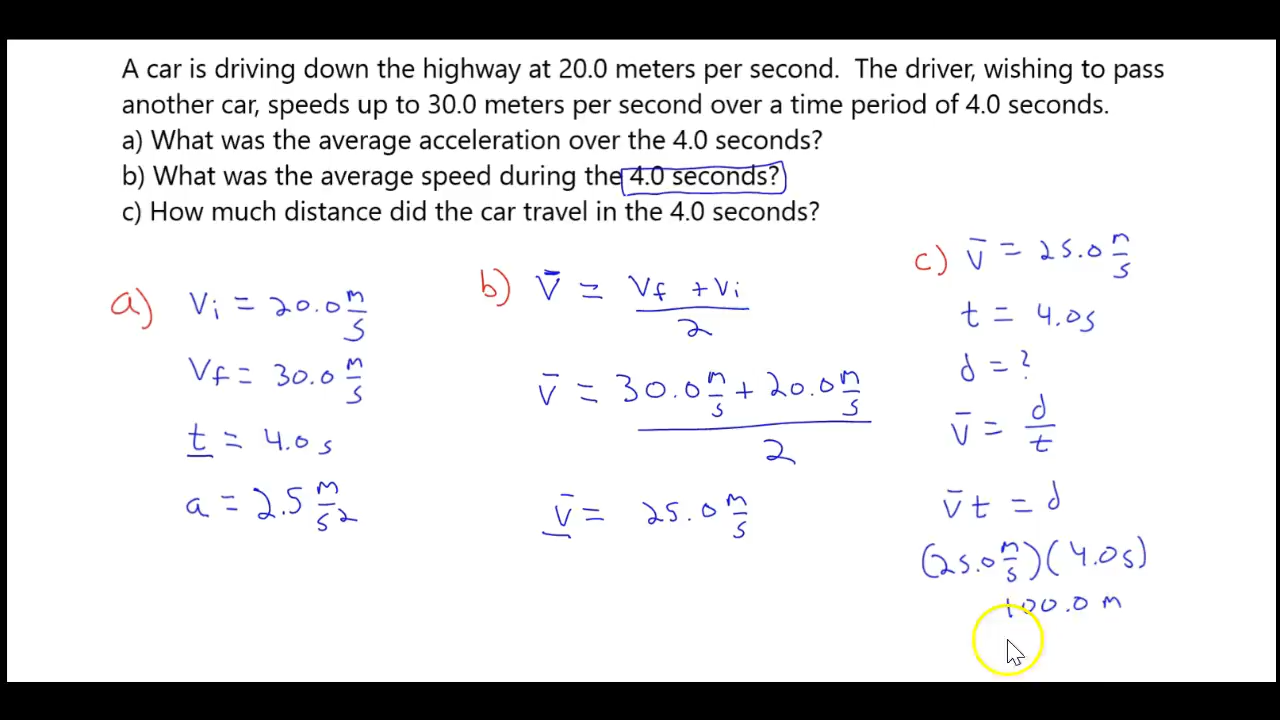 A car is driving down the highway at 20.0 meters per second. The driver, wishing to pass
another car, speeds up to 30.0 meters per second over a time period of 4.0 seconds.
a) What was the average acceleration over the 4.0 seconds?
b) What was the average speed during the 4.0 seconds?
c) How much distance did the car travel in the 4.0 seconds?
a) Vi = 20.0 m/s
Vf = 30.0 m/s
t = 4.0 s
a = 2.5 m/s2
b) V̄ = Vf + Vi / 2
v̄ = 30.0 m/s + 20.0 m/s / 2
v̄ = 25.0 m/s
c) v̄ = 25.0 m/s
t = 4.0s
d = ?
v̄ = d/t
v̄t = d
(25.0 m/s)(4.0s)
100.0 m